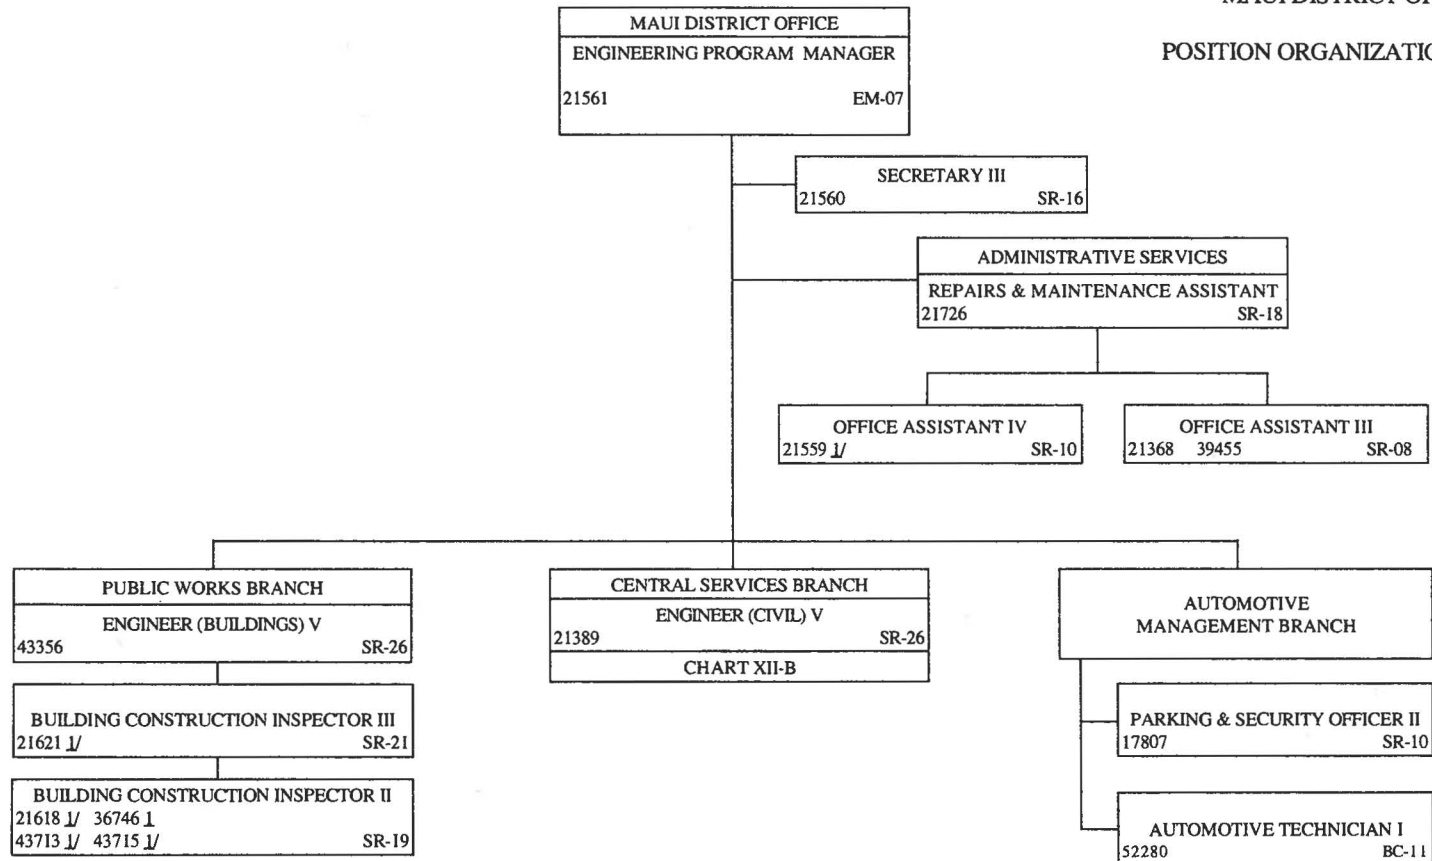 MAUI DISTRICT
POSITION ORGANIZATIO
MAUI DISTRICT OFFICE
ENGINEERING PROGRAM MANAGER
21561 EM-07
SECRETARY III
21560 SR-16
ADMINISTRATIVE SERVICES
REPAIRS & MAINTENANCE ASSISTANT
21726 SR-18
OFFICE ASSISTANT IV
21559 1/ SR-10
OFFICE ASSISTANT III
21368 39455 SR-08
PUBLIC WORKS BRANCH
ENGINEER (BUILDINGS) V
43356 SR-26
BUILDING CONSTRUCTION INSPECTOR III
21621 1/ SR-21
BUILDING CONSTRUCTION INSPECTOR II
21618 1/ 36746 1
43713 1/ 43715 1/ SR-19
CENTRAL SERVICES BRANCH
ENGINEER (CIVIL) V
21389 SR-26
CHART XII-B
AUTOMOTIVE
MANAGEMENT BRANCH
PARKING & SECURITY OFFICER II
17807 SR-10
AUTOMOTIVE TECHNICIAN I
52280 BC-11